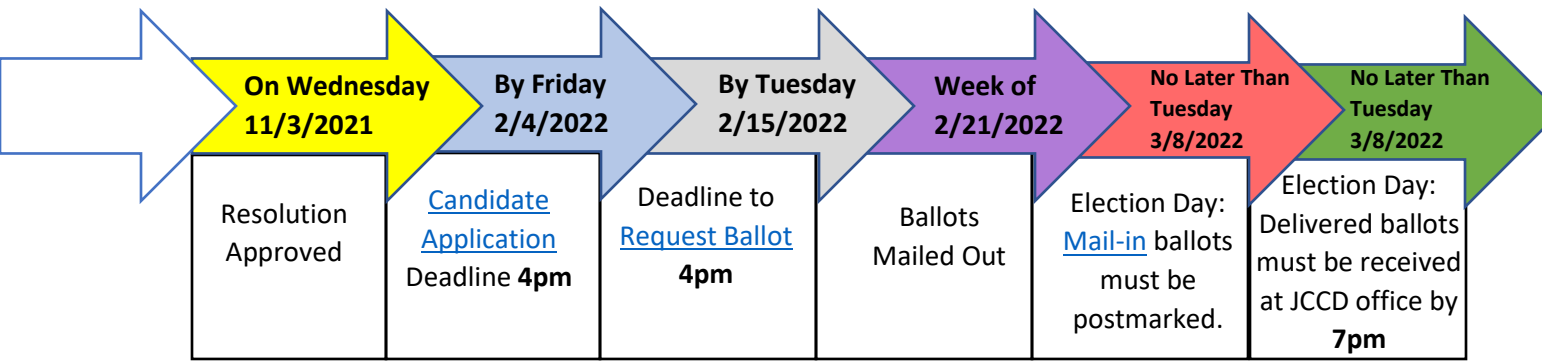 On Wednesday
11/3/2021
By Friday
2/4/2022
By Tuesday
2/15/2022
Week of
2/21/2022
No Later Than
Tuesday
3/8/2022
No Later Than
Tuesday
3/8/2022
Resolution
Approved
Candidate
Application
Deadline 4pm
Deadline to
Request Ballot
4pm
Ballots
Mailed Out
Election Day:
Mail-in ballots
must be
postmarked.
Election Day:
Delivered ballots
must be received
at JCCD office by
7pm